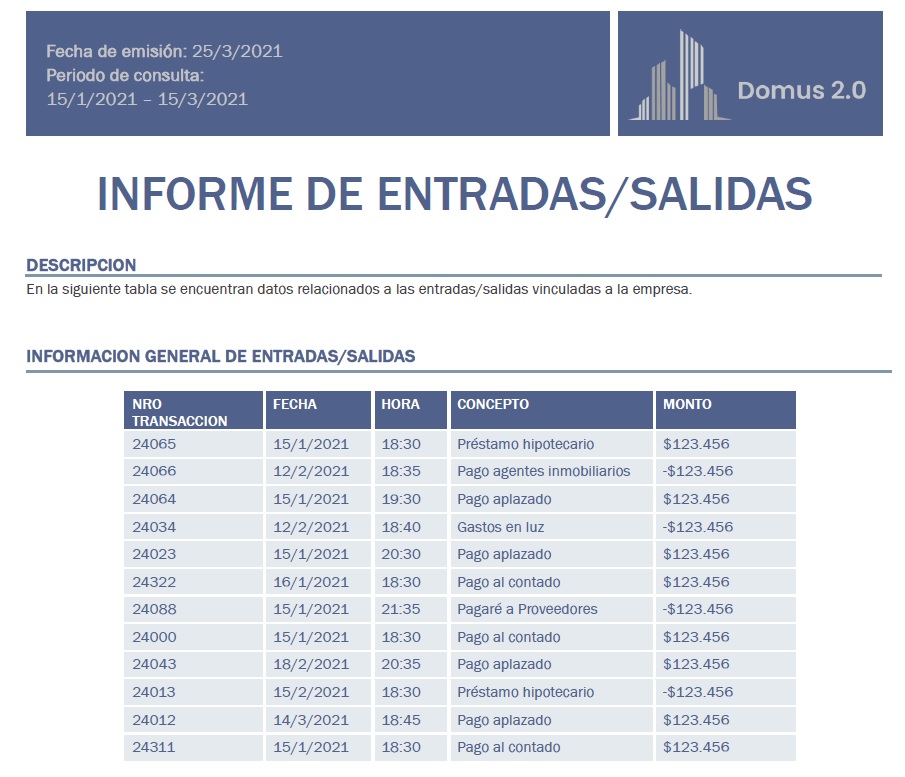 Fecha de emisión: 25/3/2021
Periodo de consulta:
15/1/2021 – 15/3/2021
Domus 2.0
INFORME DE ENTRADAS/SALIDAS
DESCRIPCION
En la siguiente tabla se encuentran datos relacionados a las entradas/salidas vinculadas a la empresa.
INFORMACION GENERAL DE ENTRADAS/SALIDAS
NRO TRANSACCION FECHA HORA CONCEPTO MONTO
24065 15/1/2021 18:30 Préstamo hipotecario $123.456
24066 12/2/2021 18:35 Pago agentes inmobiliarios -$123.456
24064 15/1/2021 19:30 Pago aplazado $123.456
24034 12/2/2021 18:40 Gastos en luz -$123.456
24023 15/1/2021 20:30 Pago aplazado $123.456
24322 16/1/2021 18:30 Pago al contado $123.456
24088 15/1/2021 21:35 Pagaré a Proveedores -$123.456
24000 15/1/2021 18:30 Pago al contado $123.456
24043 18/2/2021 20:35 Pago aplazado $123.456
24013 15/2/2021 18:30 Préstamo hipotecario -$123.456
24012 14/3/2021 18:45 Pago aplazado $123.456
24311 15/1/2021 18:30 Pago al contado $123.456